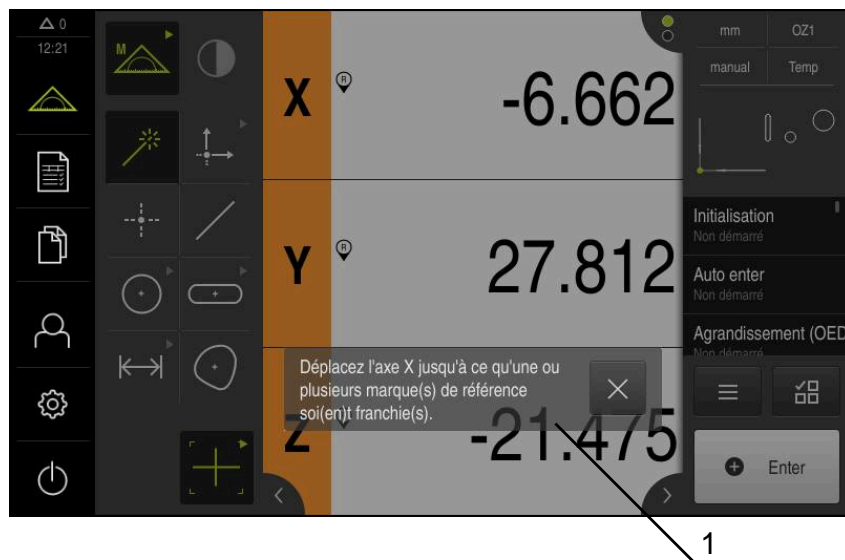 0
12:21
M
X
R
-6.662
Y
R
27.812
Z
-21.475
Déplacez l'axe X jusqu'à ce qu'une ou
plusieurs marque(s) de référence
soi(en)t franchie(s).
mm
OZ1
manual
Temp
Initialisation
Non démarré
Auto enter
Non démarré
Agrandissement (OED
Non démarré
Enter
1